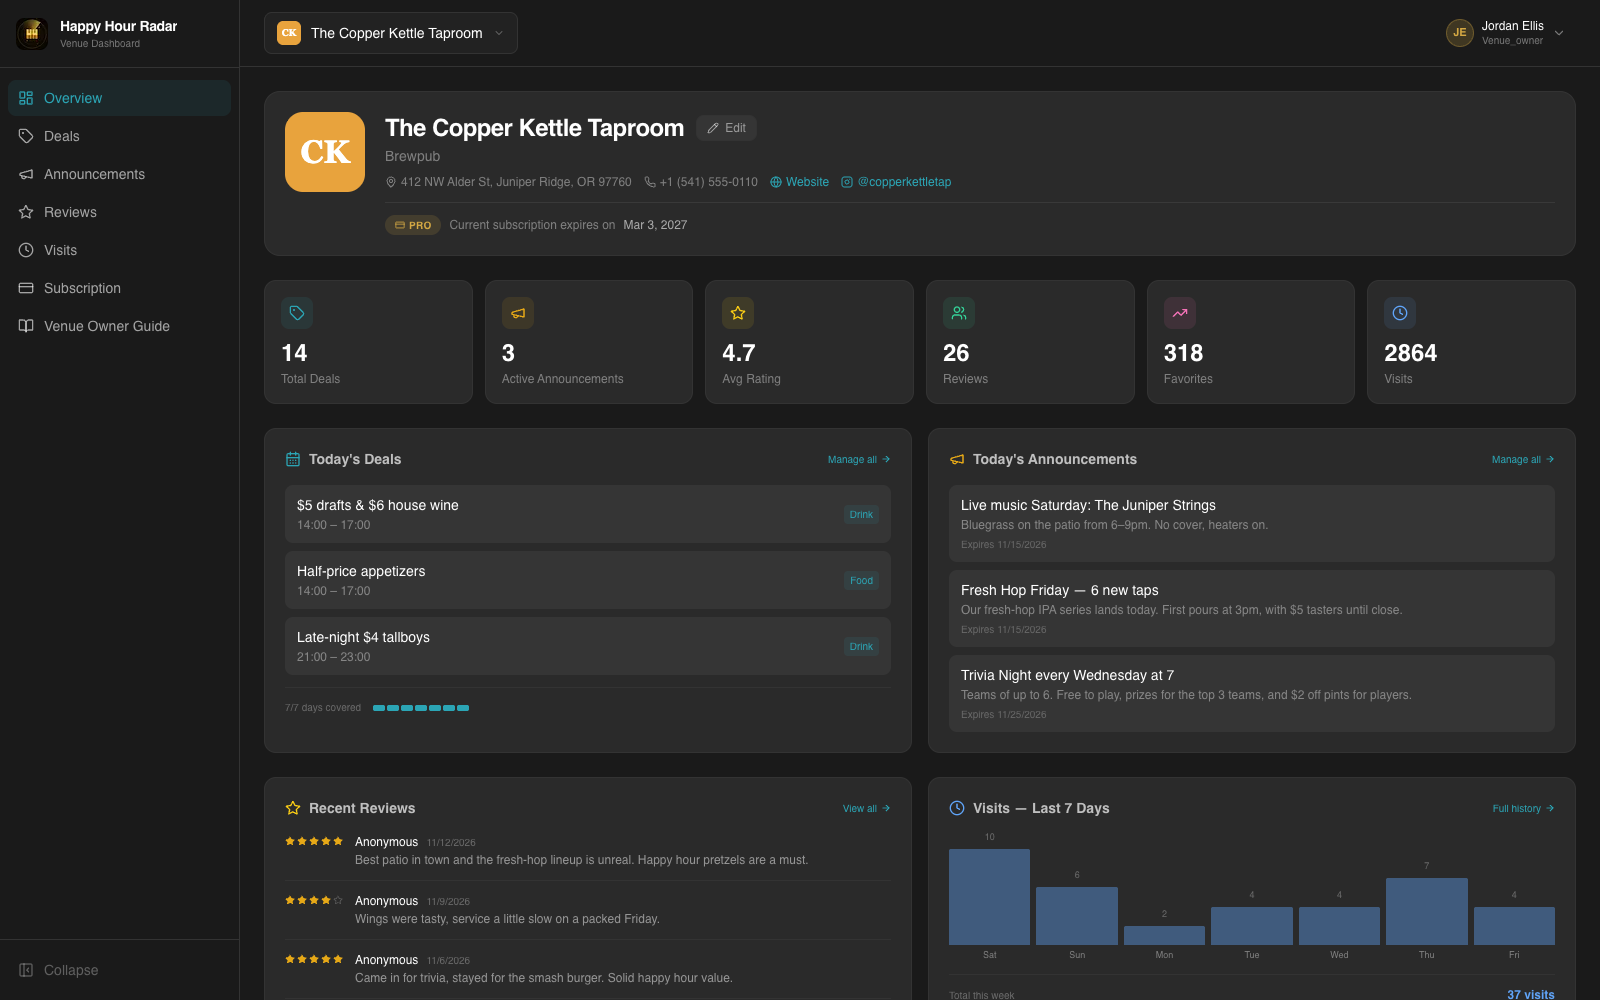 Happy Hour Radar
Venue Dashboard
Overview
Deals
Announcements
Reviews
Visits
Subscription
Venue Owner Guide
Collapse
CK The Copper Kettle Taproom
JE Jordan Ellis
Venue_owner
CK
The Copper Kettle Taproom Edit
Brewpub
412 NW Alder St, Juniper Ridge, OR 97760 +1 (541) 555-0110 Website @copperkettletap
PRO Current subscription expires on Mar 3, 2027
14
Total Deals
3
Active Announcements
4.7
Avg Rating
26
Reviews
318
Favorites
2864
Visits
Today's Deals Manage all
$5 drafts & $6 house wine
14:00 – 17:00
Drink
Half-price appetizers
14:00 – 17:00
Food
Late-night $4 tallboys
21:00 – 23:00
Drink
7/7 days covered
Today's Announcements Manage all
Live music Saturday: The Juniper Strings
Bluegrass on the patio from 6–9pm. No cover, heaters on.
Expires 11/15/2026
Fresh Hop Friday — 6 new taps
Our fresh-hop IPA series lands today. First pours at 3pm, with $5 tasters until close.
Expires 11/15/2026
Trivia Night every Wednesday at 7
Teams of up to 6. Free to play, prizes for the top 3 teams, and $2 off pints for players.
Expires 11/25/2026
Recent Reviews View all
Anonymous 11/12/2026
Best patio in town and the fresh-hop lineup is unreal. Happy hour pretzels are a must.
Anonymous 11/9/2026
Wings were tasty, service a little slow on a packed Friday.
Anonymous 11/6/2026
Came in for trivia, stayed for the smash burger. Solid happy hour value.
Visits — Last 7 Days Full history
10 6 2 4 4 7 4
Sat Sun Mon Tue Wed Thu Fri
Total this week 37 visits